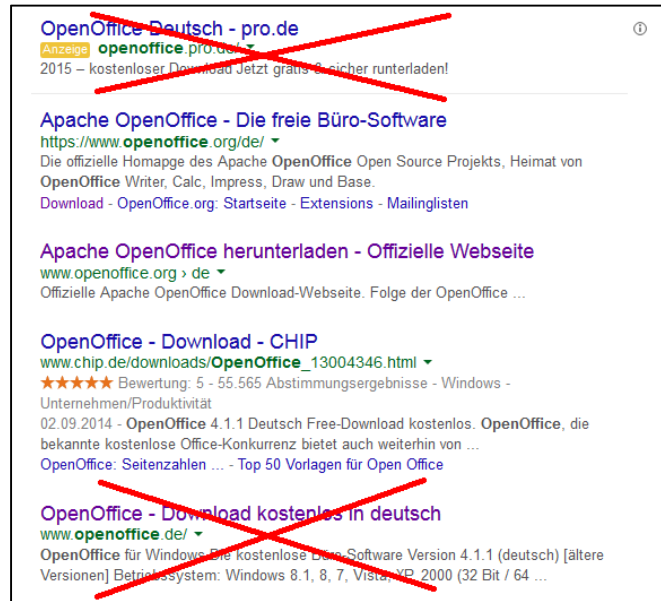 OpenOffice Deutsch - pro.de
Anzeige openoffice.pro.de/
2015 – kostenloser Download Jetzt gratis & sicher runterladen!
Apache OpenOffice - Die freie Büro-Software
https://www.openoffice.org/de/
Die offizielle Homapge des Apache OpenOffice Open Source Projekts, Heimat von
OpenOffice Writer, Calc, Impress, Draw und Base.
Download - OpenOffice.org: Startseite - Extensions - Mailinglisten
Apache OpenOffice herunterladen - Offizielle Webseite
www.openoffice.org › de
Offizielle Apache OpenOffice Download-Webseite. Folge der OpenOffice ...
OpenOffice - Download - CHIP
www.chip.de/downloads/OpenOffice_13004346.html
★★★★★ Bewertung: 5 - 55.565 Abstimmungsergebnisse - Windows -
Unternehmen/Produktivität
02.09.2014 - OpenOffice 4.1.1 Deutsch Free-Download kostenlos. OpenOffice, die
bekannte kostenlose Office-Konkurrenz bietet auch weiterhin von ...
OpenOffice: Seitenzahlen ... - Top 50 Vorlagen für Open Office
OpenOffice - Download kostenlos in deutsch
www.openoffice.de/
OpenOffice für Windows Die kostenlose Büro-Software Version 4.1.1 (deutsch) [ältere
Versionen] Betriebssystem: Windows 8.1, 8, 7, Vista, XP, 2000 (32 Bit / 64 ...